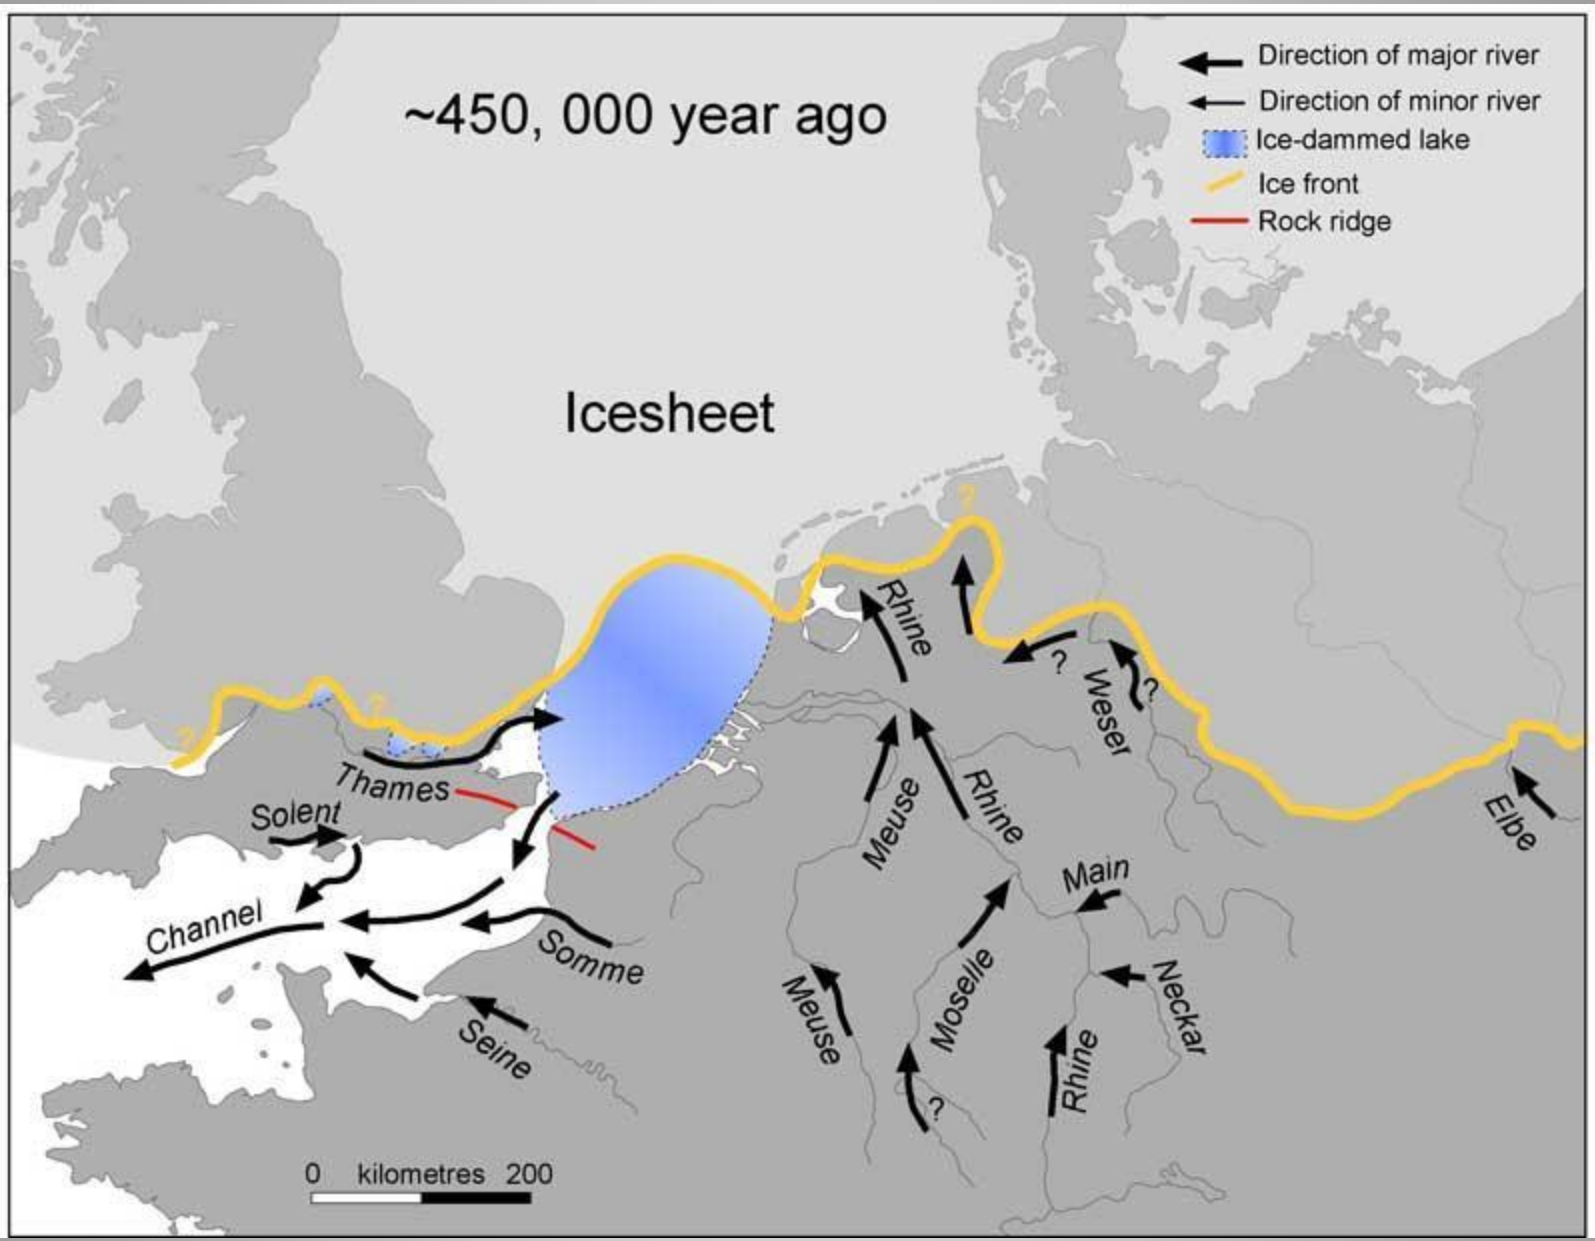 ~450, 000 year ago
Direction of major river
Direction of minor river
Ice-dammed lake
Ice front
Rock ridge
Icesheet
?
?
?
Rhine
?
Weser
?
Thames
Solent
Meuse
Rhine
Elbe
Main
Channel
Somme
Seine
Meuse
Moselle
Neckar
Rhine
?
0 kilometres 200